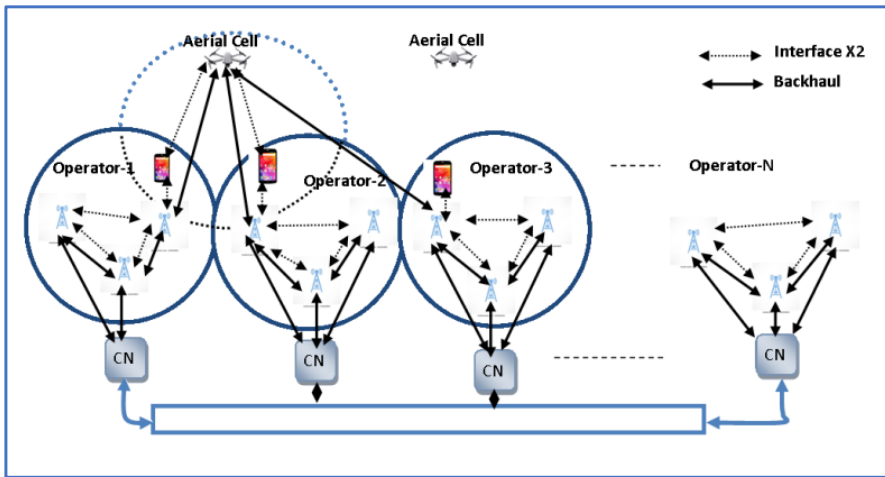 Aerial Cell
Aerial Cell
Interface X2
Backhaul
Operator-1
Operator-2
Operator-3
Operator-N
CN
CN
CN
CN